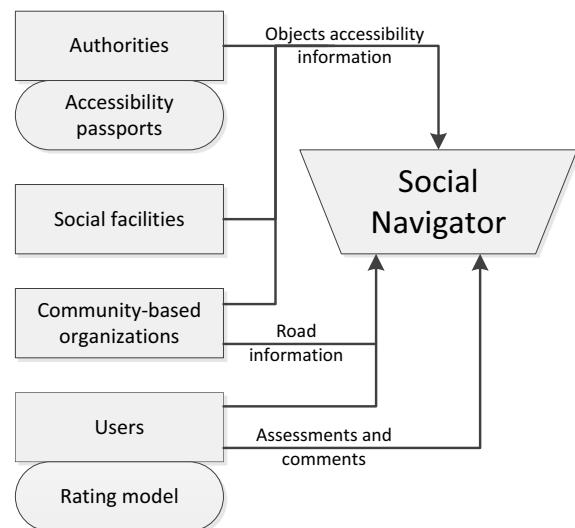 Authorities
Accessibility
passports
Objects accessibility
information
Social
Navigator
Social facilities
Community-based
organizations
Road
information
Users
Assessments and
comments
Rating model